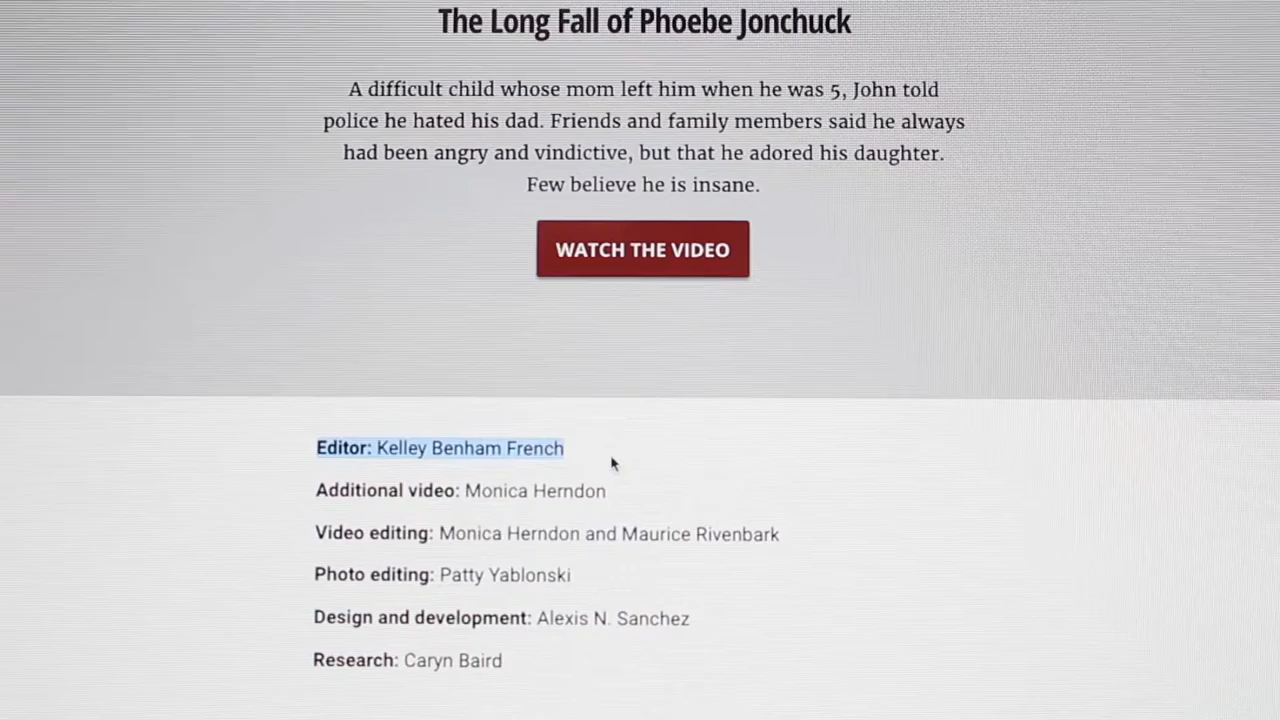 The Long Fall of Phoebe Jonchuck
A difficult child whose mom left him when he was 5, John told
police he hated his dad. Friends and family members said he always
had been angry and vindictive, but that he adored his daughter.
Few believe he is insane.
WATCH THE VIDEO
Editor: Kelley Benham French
Additional video: Monica Herndon
Video editing: Monica Herndon and Maurice Rivenbark
Photo editing: Patty Yablonski
Design and development: Alexis N. Sanchez
Research: Caryn Baird